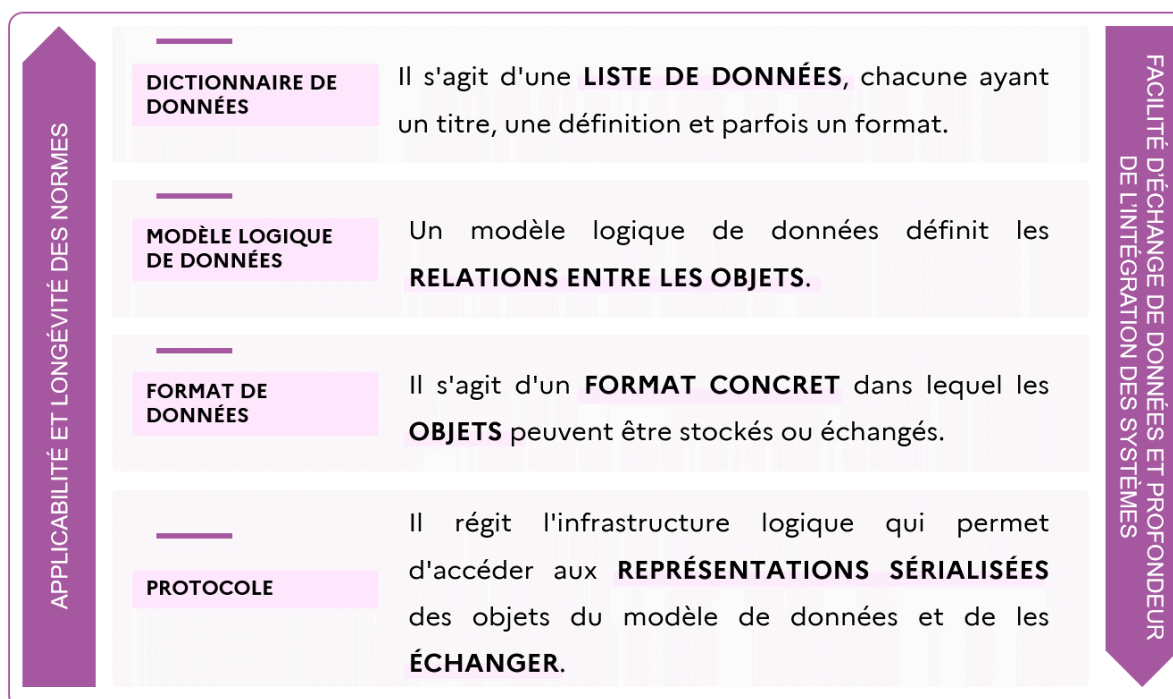 APPLICABILITÉ ET LONGÉVITÉ DES NORMES
DICTIONNAIRE DE
DONNÉES
Il s'agit d'une LISTE DE DONNÉES, chacune ayant
un titre, une définition et parfois un format.
MODÈLE LOGIQUE
DE DONNÉES
Un modèle logique de données définit les
RELATIONS ENTRE LES OBJETS.
FORMAT DE
DONNÉES
Il s'agit d'un FORMAT CONCRET dans lequel les
OBJETS peuvent être stockés ou échangés.
PROTOCOLE
Il régit l'infrastructure logique qui permet
d'accéder aux REPRÉSENTATIONS SÉRIALISÉES
des objets du modèle de données et de les
ÉCHANGER.
FACILITÉ D'ÉCHANGE DE DONNÉES ET PROFONDEUR
DE L'INTÉGRATION DES SYSTÈMES